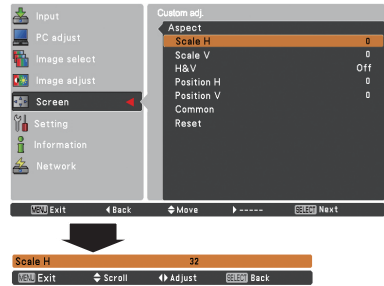 Input
PC adjust
Image select
Image adjust
Screen
Setting
Information
Network
Custom adj.
Aspect
Scale H 0
Scale V 0
H&V Off
Position H 0
Position V 0
Common
Reset
MENU Exit Back Move ----- SELECT Next
Scale H 32
MENU Exit Scroll Adjust SELECT Back